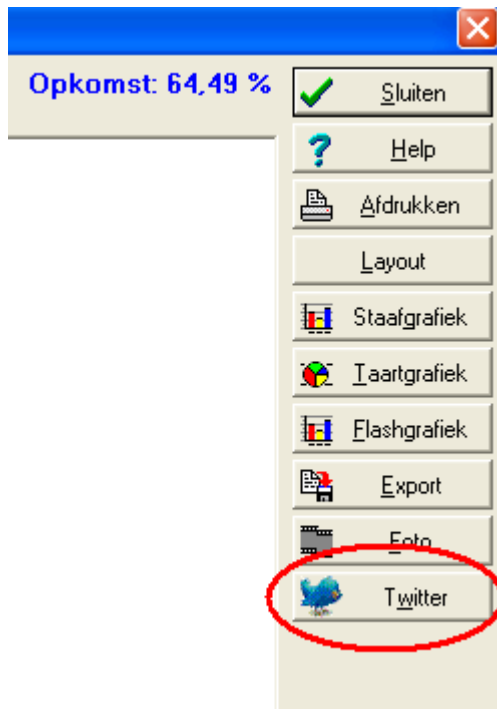 Opkomst: 64,49 %
Sluiten
Help
Afdrukken
Layout
Staafgrafiek
Taartgrafiek
Flashgrafiek
Export
Foto
Twitter